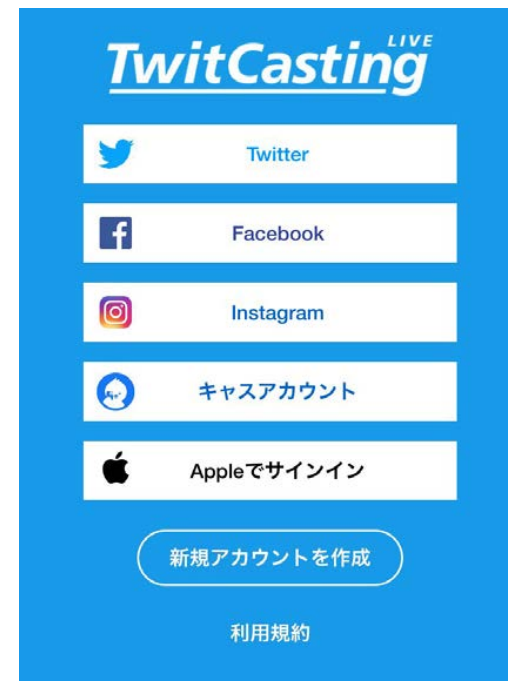 LIVE
TwitCasting
Twitter
Facebook
Instagram
キャスアカウント
Appleでサインイン
新規アカウントを作成
利用規約